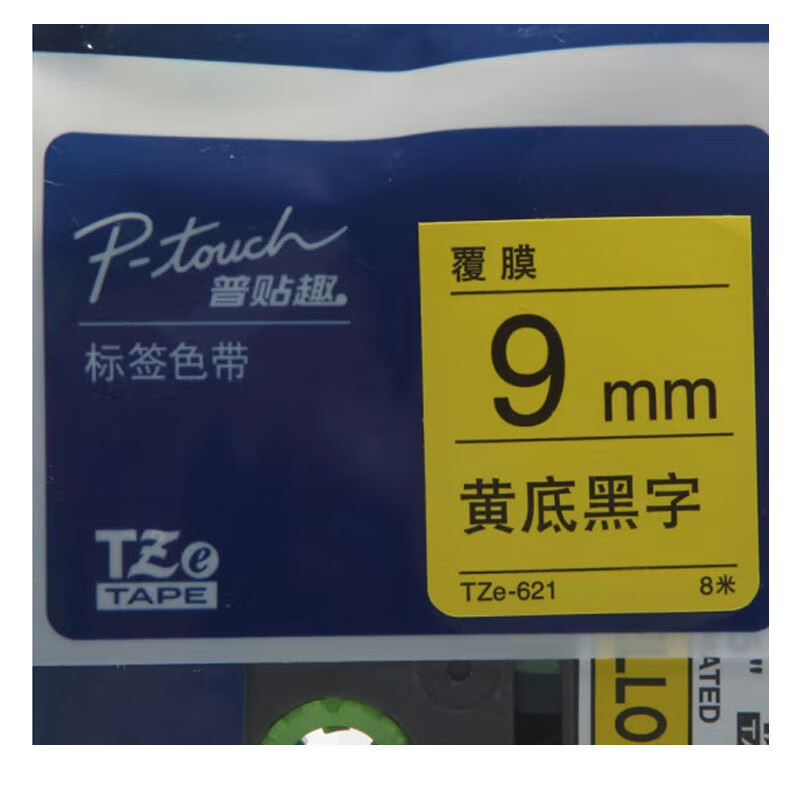 P-touch
普贴趣。
标签色带
TZe
TAPE
覆膜
9 mm
黄底黑字
TZe-621
8米
ATED